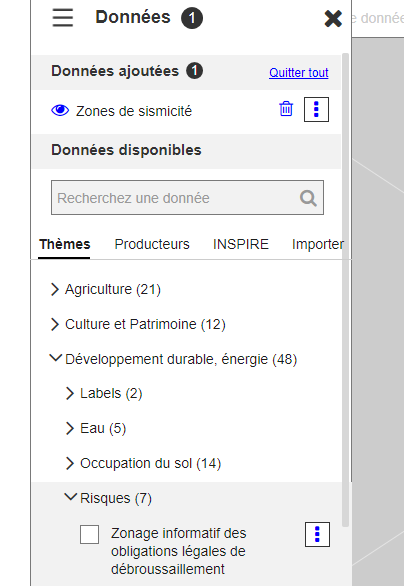 Données 1
e donnée
Données ajoutées 1 Quitter tout
Zones de sismicité
Données disponibles
Recherchez une donnée
Thèmes Producteurs INSPIRE Importer
Agriculture (21)
Culture et Patrimoine (12)
Développement durable, énergie (48)
Labels (2)
Eau (5)
Occupation du sol (14)
Risques (7)
Zonage informatif des
obligations légales de
débroussaillement